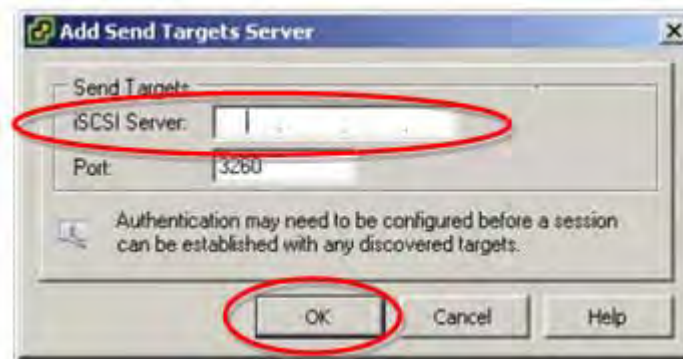 Add Send Targets Server
Send Targets
iSCSI Server:
Port: 3260
Authentication may need to be configured before a session
can be established with any discovered targets.
OK Cancel Help